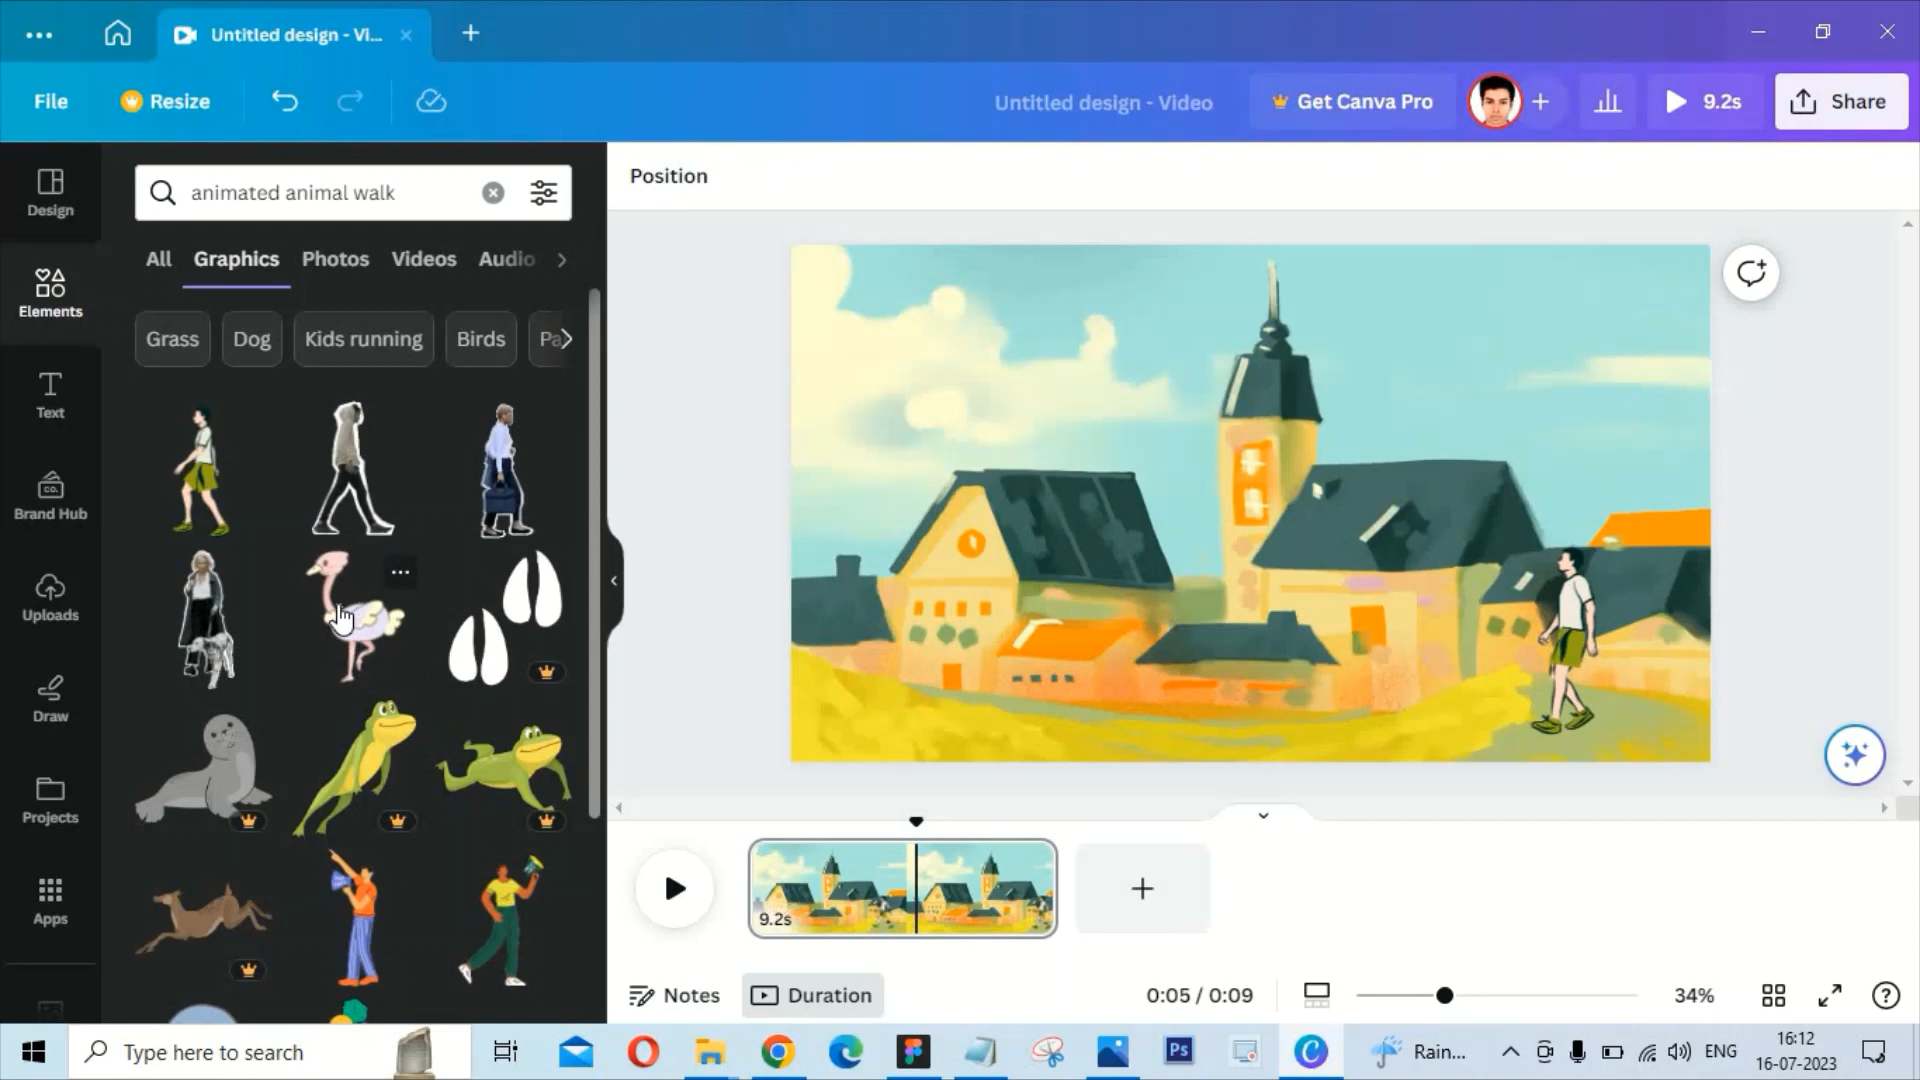 Untitled design - Vi...
File
Resize
Untitled design - Video
Get Canva Pro
9.2s
Share
Design
Elements
Text
Brand Hub
Uploads
Draw
Projects
Apps
animated animal walk
All Graphics Photos Videos Audio
Grass Dog Kids running Birds Pa
Position
CO.
9.2s
Notes
Duration
0:05 / 0:09
34%
Type here to search
Ps
Rain...
ENG
16:12
16-07-2023